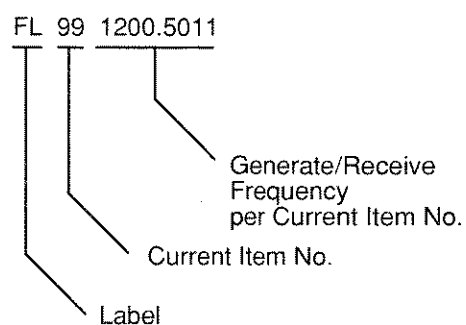 FL 99 1200.5011
Generate/Receive
Frequency
per Current Item No.
Current Item No.
Label